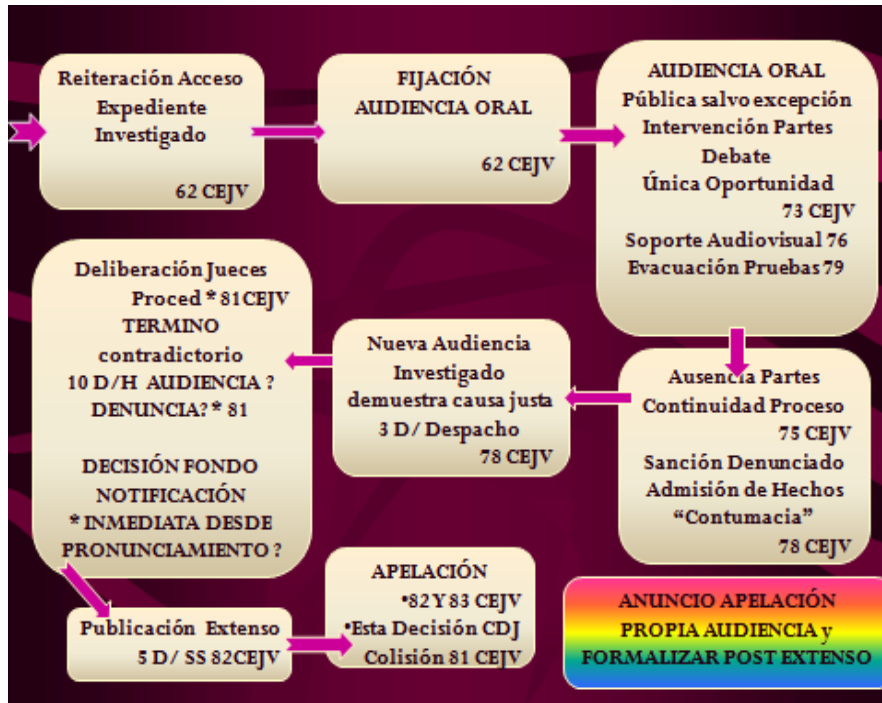 Reiteración Acceso
Expediente
Investigado
62 CEJV
FIJACIÓN
AUDIENCIA ORAL
62 CEJV
AUDIENCIA ORAL
Pública salvo excepción
Intervención Partes
Debate
Única Oportunidad
73 CEJV
Soporte Audiovisual 76
Evacuación Pruebas 79
Ausencia Partes
Continuidad Proceso
75 CEJV
Sanción Denunciado
Admisión de Hechos
“Contumacia”
78 CEJV
Nueva Audiencia
Investigado
demuestra causa justa
3 D/ Despacho
78 CEJV
Deliberación Jueces
Proced * 81CEJV
TERMINO
contradictorio
10 D/H AUDIENCIA ?
DENUNCIA? * 81
DECISIÓN FONDO
NOTIFICACIÓN
* INMEDIATA DESDE
PRONUNCIAMIENTO ?
Publicación Extenso
5 D/ SS 82CEJV
APELACIÓN
•82 Y 83 CEJV
•Esta Decisión CDJ
Colisión 81 CEJV
ANUNCIO APELACIÓN
PROPIA AUDIENCIA y
FORMALIZAR POST EXTENSO